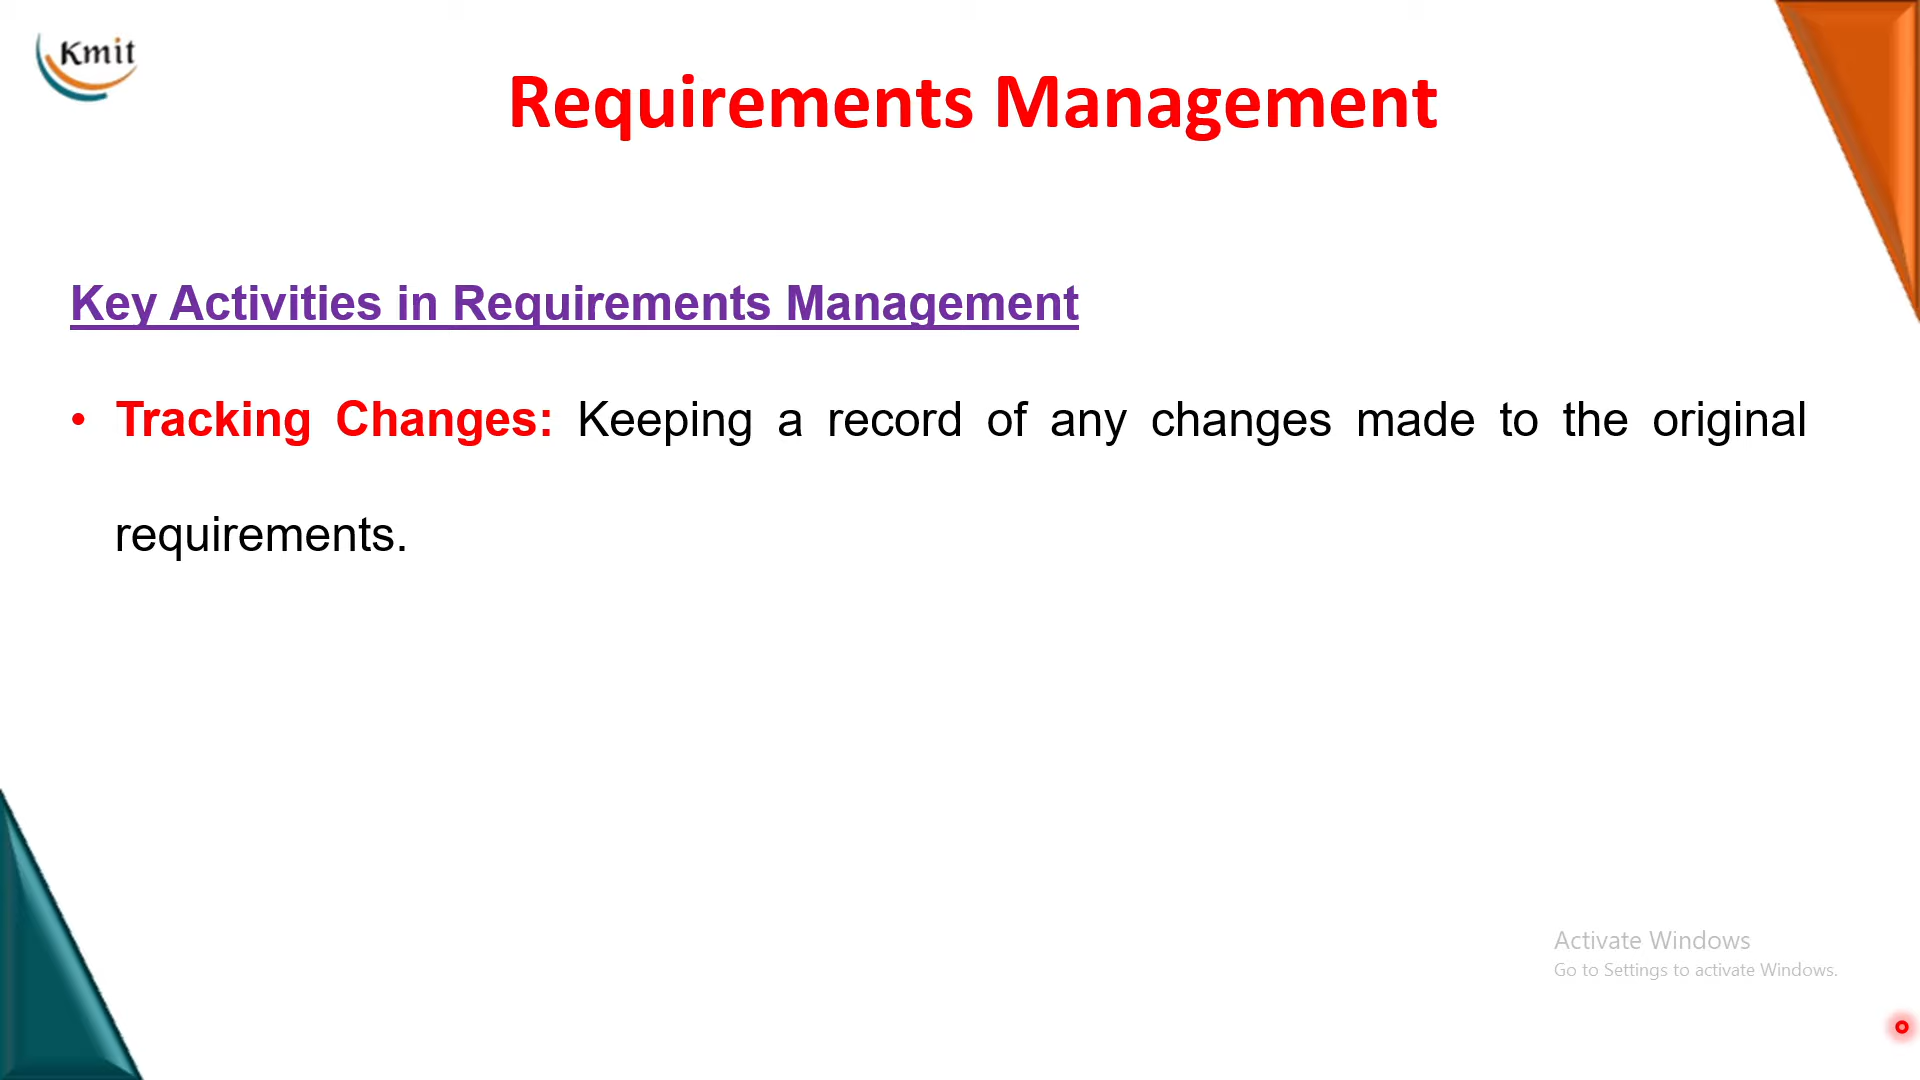 Kmit
Requirements Management
Key Activities in Requirements Management
• Tracking Changes: Keeping a record of any changes made to the original
requirements.
Activate Windows
Go to Settings to activate Windows.